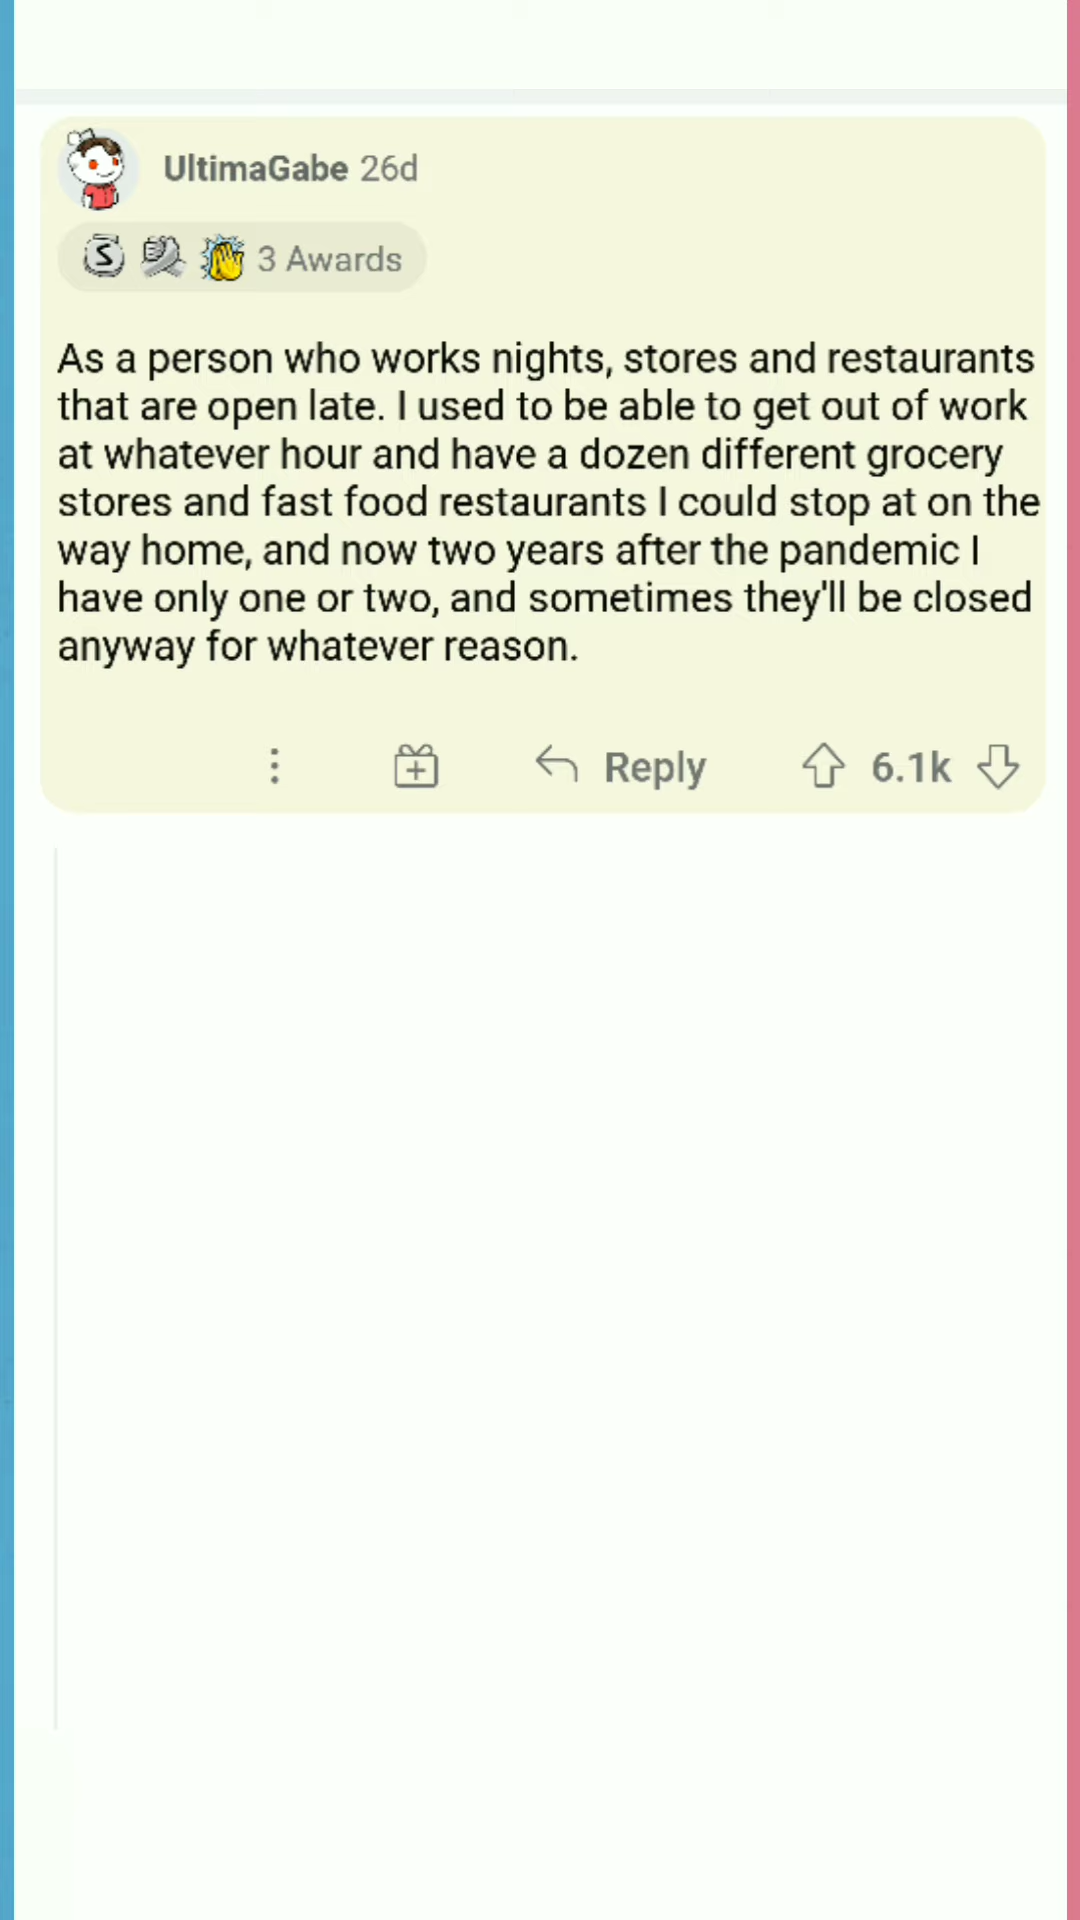 UltimaGabe 26d
3 Awards
As a person who works nights, stores and restaurants
that are open late. I used to be able to get out of work
at whatever hour and have a dozen different grocery
stores and fast food restaurants I could stop at on the
way home, and now two years after the pandemic I
have only one or two, and sometimes they'll be closed
anyway for whatever reason.
Reply 6.1k